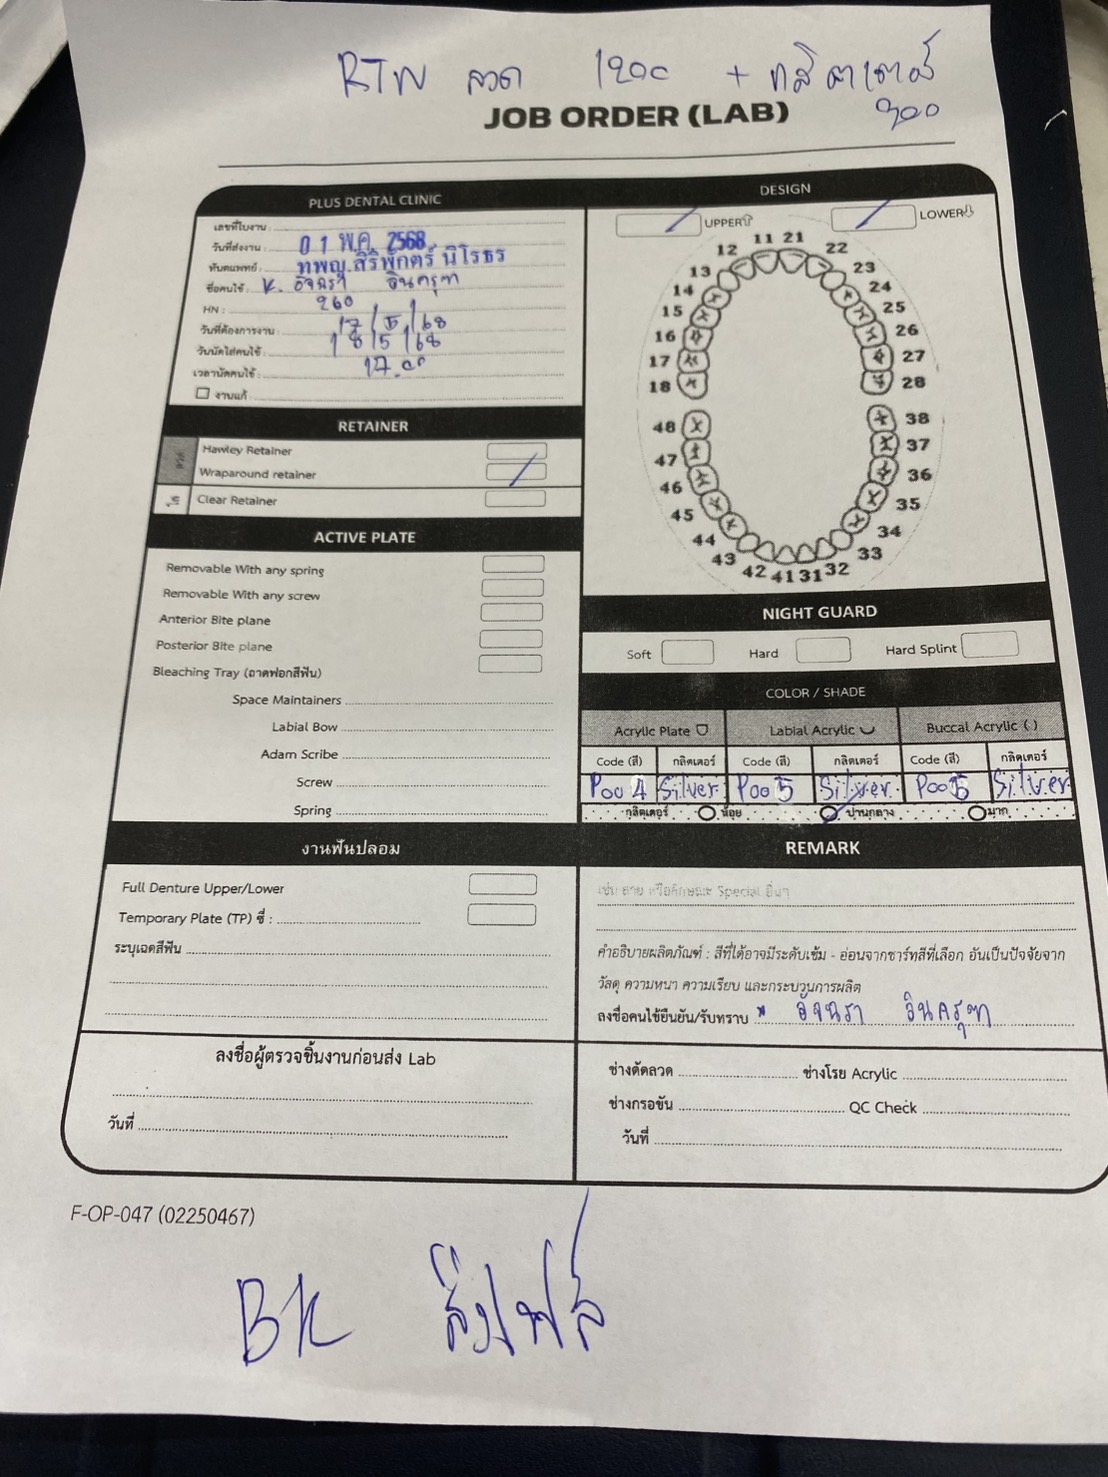 RTN ลวด 1200 + กลิตเตอร์
300
JOB ORDER (LAB)
PLUS DENTAL CLINIC
เลขที่ใบงาน :
วันที่ส่งงาน : 01 พ.ค. 2568
ทันตแพทย์ : ทพญ.สิริพักตร์ นิโรธร
ชื่อคนไข้ : K. อัจฉรา อินครุฑ
HN : 260
วันที่ต้องการงาน : 17/5/68
วันนัดใส่คนไข้ : 18/5/68
เวลานัดคนไข้ : 17.00
งานแก้ :
DESIGN
UPPER
LOWER
11 21
12 22
13 23
14 24
15 25
16 26
17 27
18 28
48 38
47 37
46 36
45 35
44 34
43 33
42 41 31 32
RETAINER
ลวด
Hawley Retainer
Wraparound retainer
ใส
Clear Retainer
ACTIVE PLATE
Removable With any spring
Removable With any screw
Anterior Bite plane
Posterior Bite plane
Bleaching Tray (ถาดฟอกสีฟัน)
Space Maintainers
Labial Bow
Adam Scribe
Screw
Spring
NIGHT GUARD
Soft Hard Hard Splint
COLOR / SHADE
Acrylic Plate Labial Acrylic Buccal Acrylic ( )
Code (สี) กลิตเตอร์ Code (สี) กลิตเตอร์ Code (สี) กลิตเตอร์
P004 Silver P005 Silver P005 Silver
กลิตเตอร์ น้อย ปานกลาง มาก
งานฟันปลอม
Full Denture Upper/Lower
Temporary Plate (TP) ซี่ :
ระบุเฉดสีฟัน
REMARK
เช่น ลาย หรือลักษณะ Special อื่นๆ
คำอธิบายผลิตภัณฑ์ : สีที่ได้อาจมีระดับเข้ม - อ่อนจากชาร์ทสีที่เลือก อันเป็นปัจจัยจาก
วัสดุ ความหนา ความเรียบ และกระบวนการผลิต
ลงชื่อคนไข้ยืนยัน/รับทราบ * อัจฉรา อินครุฑ
ลงชื่อผู้ตรวจชิ้นงานก่อนส่ง Lab
วันที่
ช่างดัดลวด ช่างโรย Acrylic
ช่างกรอขัน QC Check
วันที่
F-OP-047 (02250467)
BK